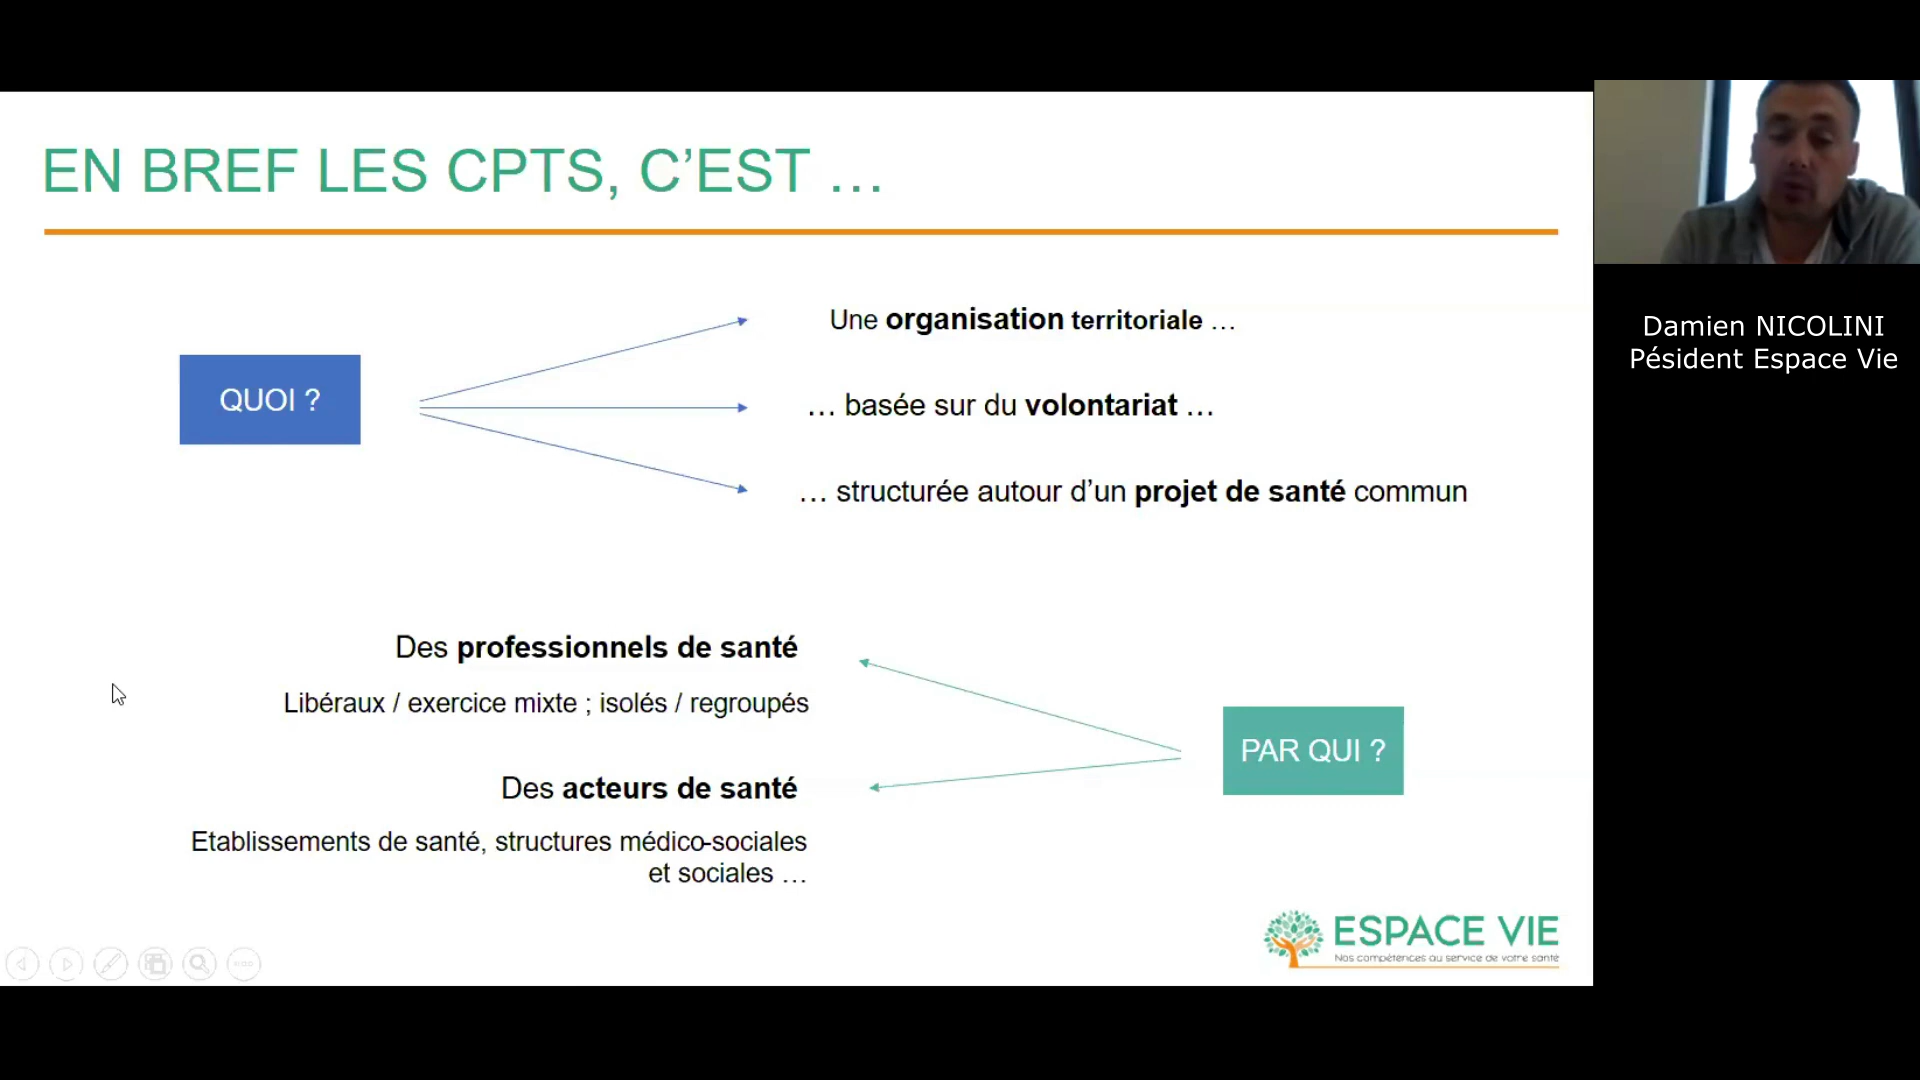 EN BREF LES CPTS, C’EST …
QUOI ?
Une organisation territoriale …
… basée sur du volontariat …
… structurée autour d’un projet de santé commun
Des professionnels de santé
Libéraux / exercice mixte ; isolés / regroupés
Des acteurs de santé
Etablissements de santé, structures médico-sociales
et sociales …
PAR QUI ?
ESPACE VIE
Nos compétences au service de votre santé
Damien NICOLINI
Pésident Espace Vie